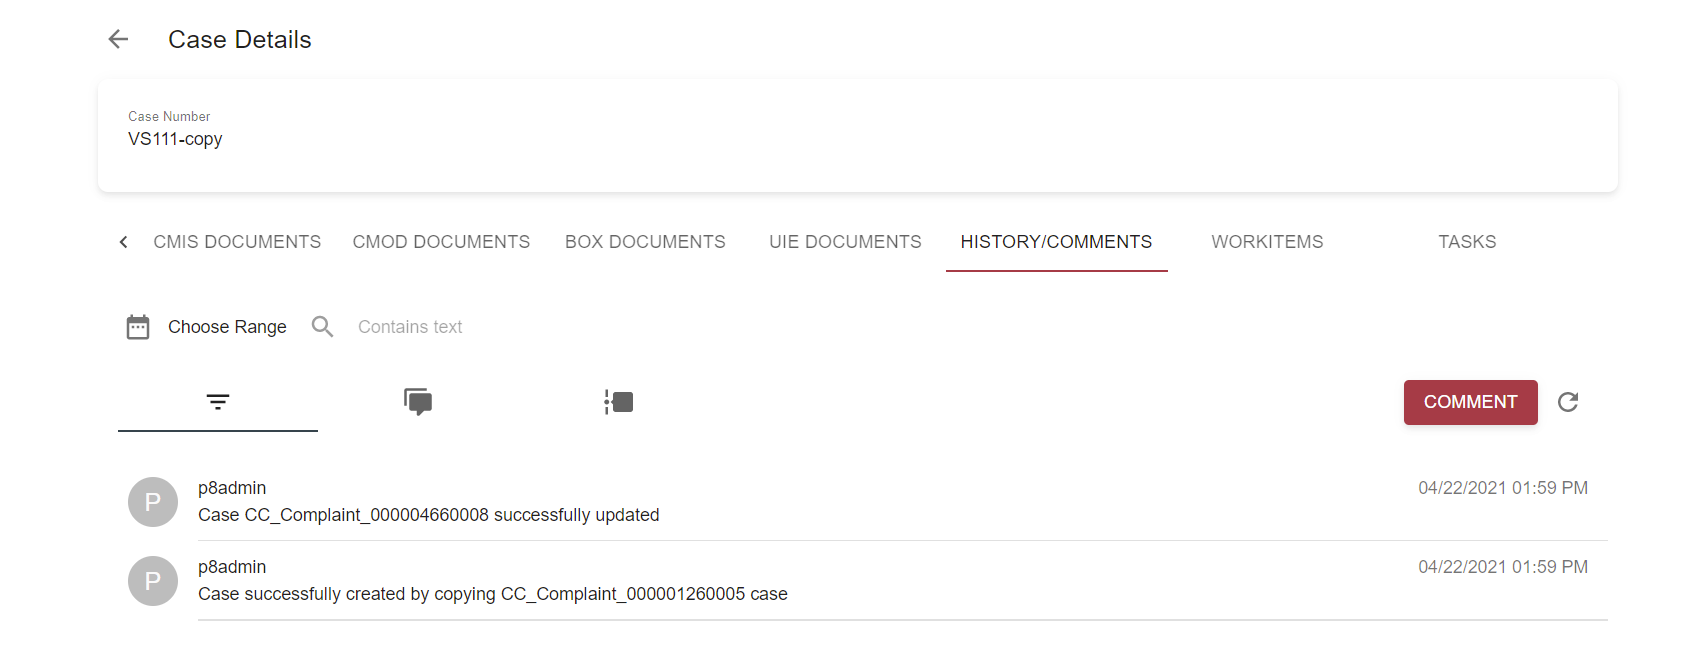 Case Details
Case Number
VS111-copy
CMIS DOCUMENTS CMOD DOCUMENTS BOX DOCUMENTS UIE DOCUMENTS HISTORY/COMMENTS WORKITEMS TASKS
Choose Range Contains text
COMMENT
P
p8admin 04/22/2021 01:59 PM
Case CC_Complaint_000004660008 successfully updated
P
p8admin 04/22/2021 01:59 PM
Case successfully created by copying CC_Complaint_000001260005 case